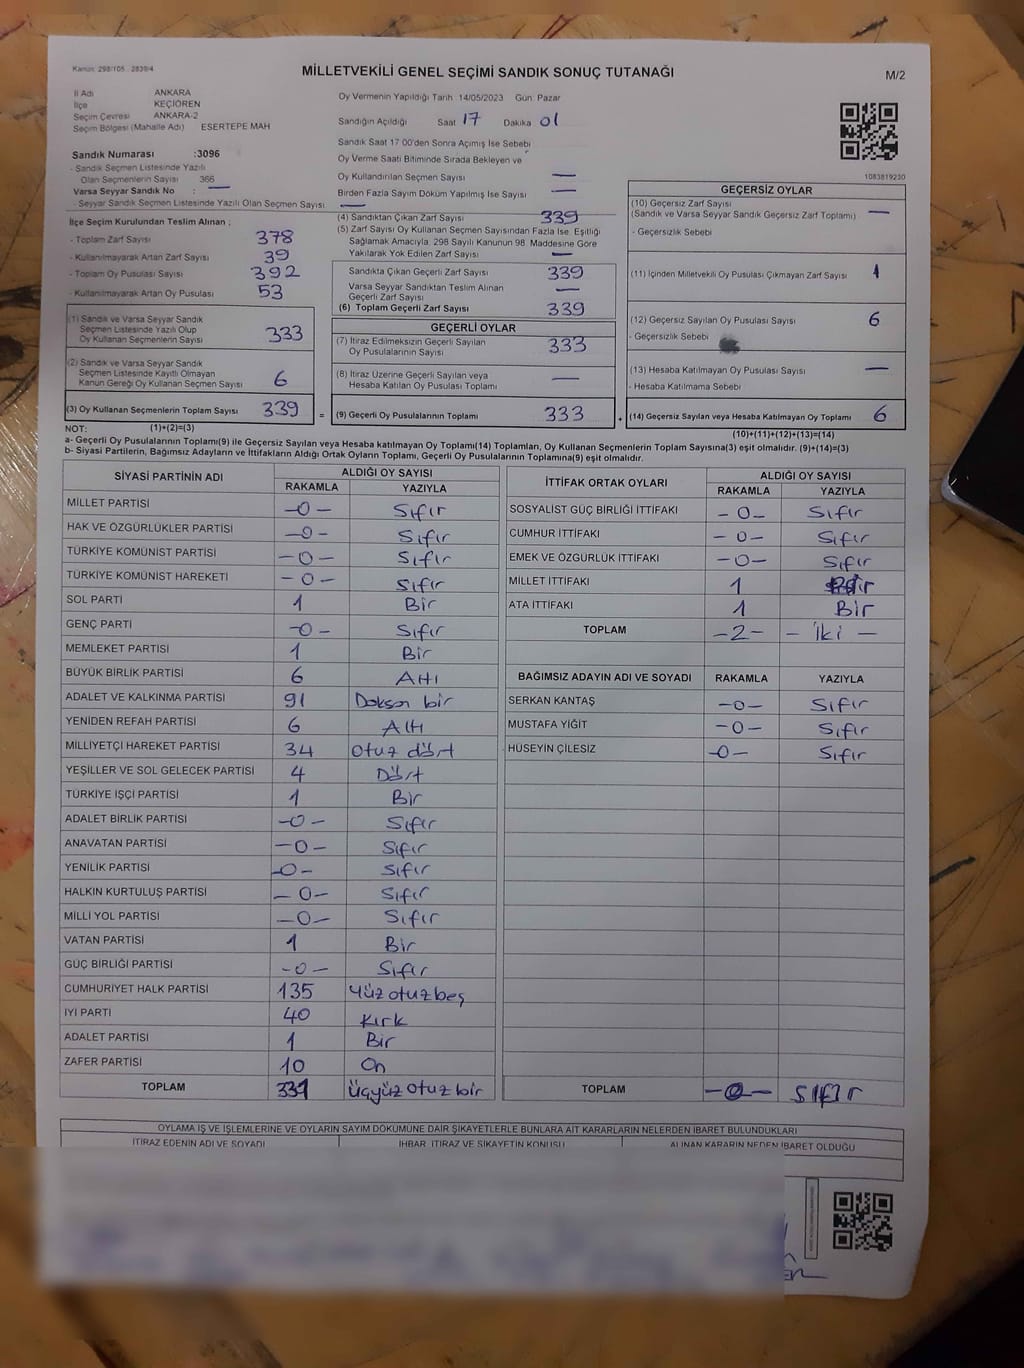 Kanun: 298/105 , 2839/4
MİLLETVEKİLİ GENEL SEÇİMİ SANDIK SONUÇ TUTANAĞI
M/2
İl Adı ANKARA
İlçe KEÇİÖREN
Seçim Çevresi ANKARA-2
Seçim Bölgesi (Mahalle Adı) ESERTEPE MAH
Sandık Numarası :3096
- Sandık Seçmen Listesinde Yazılı
Olan Seçmenlerin Sayısı 366
Varsa Seyyar Sandık No : —
- Seyyar Sandık Seçmen Listesinde Yazılı Olan Seçmen Sayısı —
Oy Vermenin Yapıldığı Tarih 14/05/2023 Gün: Pazar
Sandığın Açıldığı Saat 17 Dakika 01
Sandık Saat 17:00'den Sonra Açımış İse Sebebi
Oy Verme Saati Bitiminde Sırada Bekleyen ve
Oy Kullandırılan Seçmen Sayısı —
Birden Fazla Sayım Döküm Yapılmış İse Sayısı —
1083819230
İlçe Seçim Kurulundan Teslim Alınan ;
- Toplam Zarf Sayısı 378
- Kullanılmayarak Artan Zarf Sayısı 39
- Toplam Oy Pusulası Sayısı 392
- Kullanılmayarak Artan Oy Pusulası 53
(1) Sandık ve Varsa Seyyar Sandık
Seçmen Listesinde Yazılı Olup
Oy Kullanan Seçmenlerin Sayısı 333
(2) Sandık ve Varsa Seyyar Sandık
Seçmen Listesinde Kayıtlı Olmayan
Kanun Gereği Oy Kullanan Seçmen Sayısı 6
(3) Oy Kullanan Seçmenlerin Toplam Sayısı 339 =
(4) Sandıktan Çıkan Zarf Sayısı 339
(5) Zarf Sayısı Oy Kullanan Seçmen Sayısından Fazla İse, Eşitliği
Sağlamak Amacıyla, 298 Sayılı Kanunun 98. Maddesine Göre
Yakılarak Yok Edilen Zarf Sayısı —
Sandıkta Çıkan Geçerli Zarf Sayısı 339
Varsa Seyyar Sandıktan Teslim Alınan
Geçerli Zarf Sayısı —
(6) Toplam Geçerli Zarf Sayısı 339
GEÇERLİ OYLAR
(7) İtiraz Edilmeksizin Geçerli Sayılan
Oy Pusulalarının Sayısı 333
(8) İtiraz Üzerine Geçerli Sayılan veya
Hesaba Katılan Oy Pusulası Toplamı —
(9) Geçerli Oy Pusulalarının Toplamı 333 +
GEÇERSİZ OYLAR
(10) Geçersiz Zarf Sayısı
(Sandık ve Varsa Seyyar Sandık Geçersiz Zarf Toplamı) —
- Geçersizlik Sebebi
(11) İçinden Milletvekili Oy Pusulası Çıkmayan Zarf Sayısı 1
(12) Geçersiz Sayılan Oy Pusulası Sayısı 6
- Geçersizlik Sebebi
(13) Hesaba Katılmayan Oy Pusulası Sayısı —
- Hesaba Katılmama Sebebi
(14) Geçersiz Sayılan veya Hesaba Katılmayan Oy Toplamı 6
NOT: (1)+(2)=(3) (10)+(11)+(12)+(13)=(14)
a- Geçerli Oy Pusulalarının Toplamı(9) ile Geçersiz Sayılan veya Hesaba katılmayan Oy Toplamı(14) Toplamları, Oy Kullanan Seçmenlerin Toplam Sayısına(3) eşit olmalıdır. (9)+(14)=(3)
b- Siyasi Partilerin, Bağımsız Adayların ve İttifakların Aldığı Ortak Oyların Toplamı, Geçerli Oy Pusulalarının Toplamına(9) eşit olmalıdır.
SİYASİ PARTİNİN ADI ALDIĞI OY SAYISI
RAKAMLA YAZIYLA
MİLLET PARTİSİ -0- Sıfır
HAK VE ÖZGÜRLÜKLER PARTİSİ -0- Sıfır
TÜRKİYE KOMÜNİST PARTİSİ -0- Sıfır
TÜRKİYE KOMÜNİST HAREKETİ -0- Sıfır
SOL PARTİ 1 Bir
GENÇ PARTİ -0- Sıfır
MEMLEKET PARTİSİ 1 Bir
BÜYÜK BİRLİK PARTİSİ 6 Altı
ADALET VE KALKINMA PARTİSİ 91 Doksan bir
YENİDEN REFAH PARTİSİ 6 Altı
MİLLİYETÇİ HAREKET PARTİSİ 34 Otuz dört
YEŞİLLER VE SOL GELECEK PARTİSİ 4 Dört
TÜRKİYE İŞÇİ PARTİSİ 1 Bir
ADALET BİRLİK PARTİSİ -0- Sıfır
ANAVATAN PARTİSİ -0- Sıfır
YENİLİK PARTİSİ -0- Sıfır
HALKIN KURTULUŞ PARTİSİ -0- Sıfır
MİLLİ YOL PARTİSİ -0- Sıfır
VATAN PARTİSİ 1 Bir
GÜÇ BİRLİĞİ PARTİSİ -0- Sıfır
CUMHURİYET HALK PARTİSİ 135 Yüz otuz beş
İYİ PARTİ 40 Kırk
ADALET PARTİSİ 1 Bir
ZAFER PARTİSİ 10 On
TOPLAM 331 Üçyüz otuz bir
İTTİFAK ORTAK OYLARI ALDIĞI OY SAYISI
RAKAMLA YAZIYLA
SOSYALİST GÜÇ BİRLİĞİ İTTİFAKI -0- Sıfır
CUMHUR İTTİFAKI -0- Sıfır
EMEK VE ÖZGÜRLÜK İTTİFAKI -0- Sıfır
MİLLET İTTİFAKI 1 Bir
ATA İTTİFAKI 1 Bir
TOPLAM -2- - İki -
BAĞIMSIZ ADAYIN ADI VE SOYADI RAKAMLA YAZIYLA
SERKAN KANTAŞ -0- Sıfır
MUSTAFA YİĞİT -0- Sıfır
HÜSEYİN ÇİLESİZ -0- Sıfır
TOPLAM -0- Sıfır
OYLAMA İŞ VE İŞLEMLERİNE VE OYLARIN SAYIM DÖKÜMÜNE DAİR ŞİKAYETLERLE BUNLARA AİT KARARLARIN NELERDEN İBARET BULUNDUKLARI
İTİRAZ EDENİN ADI VE SOYADI İHBAR, İTİRAZ VE ŞİKAYETİN KONUSU ALINAN KARARIN NEDEN İBARET OLDUĞU